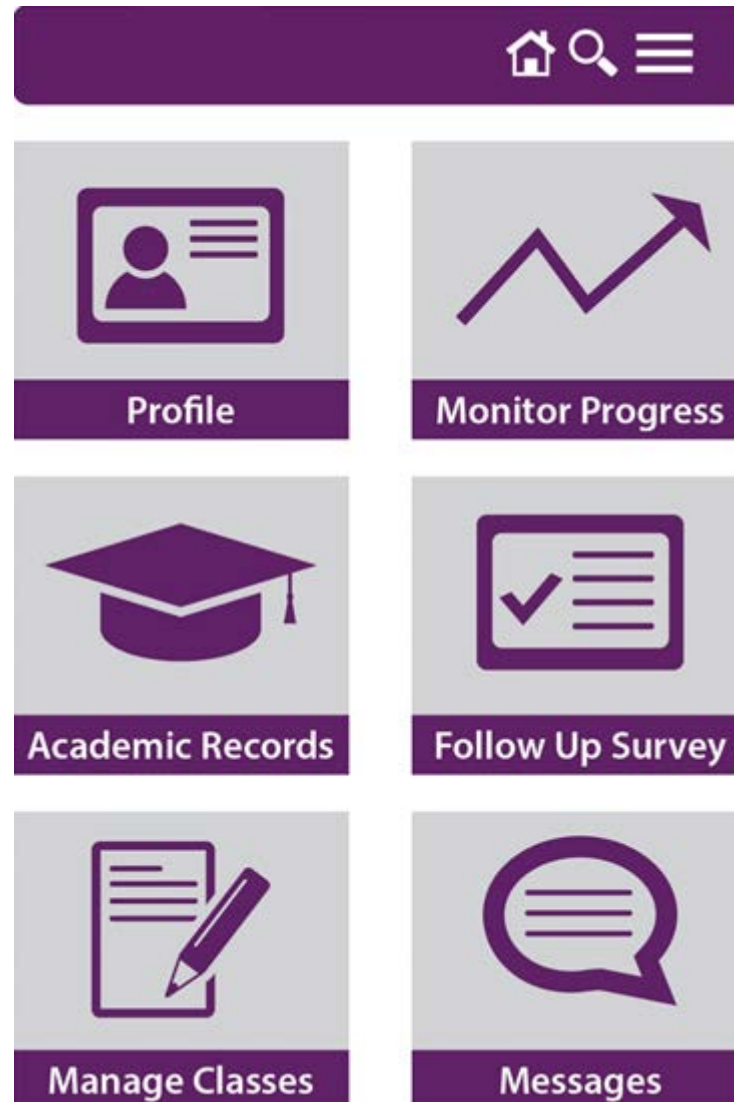 Profile
Monitor Progress
Academic Records
Follow Up Survey
Manage Classes
Messages